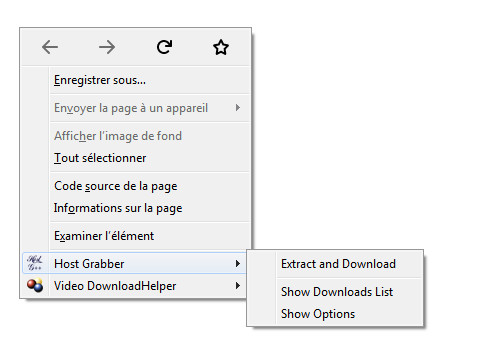 Enregistrer sous...
Envoyer la page à un appareil
Afficher l'image de fond
Tout sélectionner
Code source de la page
Informations sur la page
Examiner l'élément
Host Grabber
Video DownloadHelper
Extract and Download
Show Downloads List
Show Options